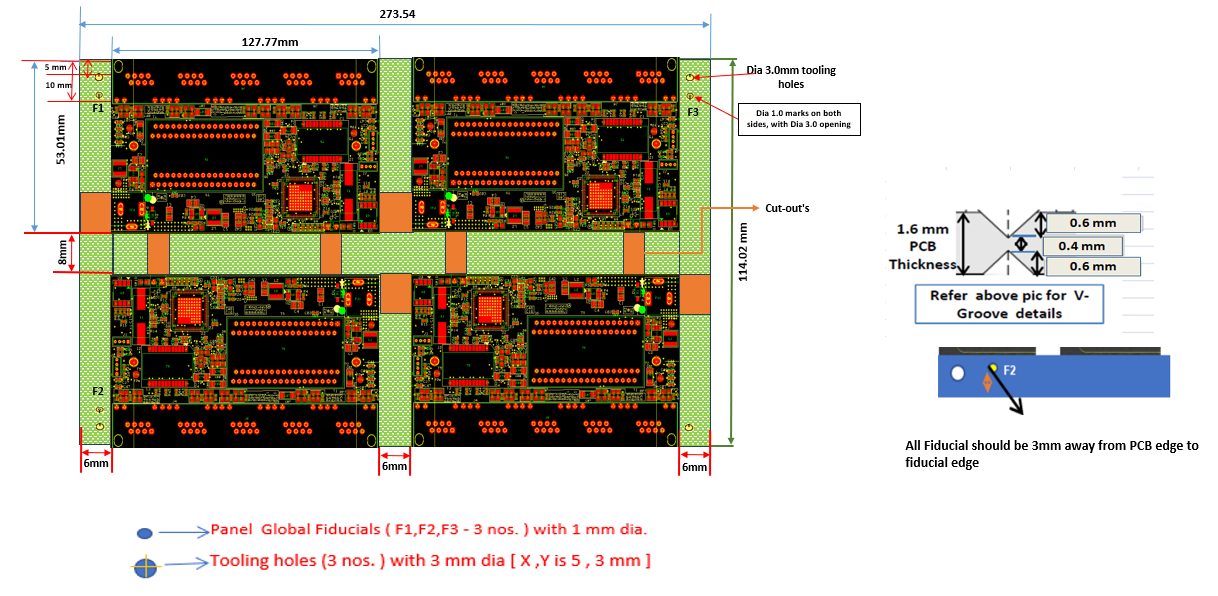 273.54
127.77mm
5 mm
10 mm
F1
53.01mm
8mm
F2
6mm
6mm
6mm
F3
Dia 3.0mm tooling
holes
Dia 1.0 marks on both
sides, with Dia 3.0 opening
Cut-out's
114.02 mm
1.6 mm
PCB
Thickness
0.6 mm
0.4 mm
0.6 mm
Refer above pic for V-
Groove details
F2
All Fiducial should be 3mm away from PCB edge to
fiducial edge
Panel Global Fiducials ( F1,F2,F3 - 3 nos. ) with 1 mm dia.
Tooling holes (3 nos. ) with 3 mm dia [ X ,Y is 5 , 3 mm ]